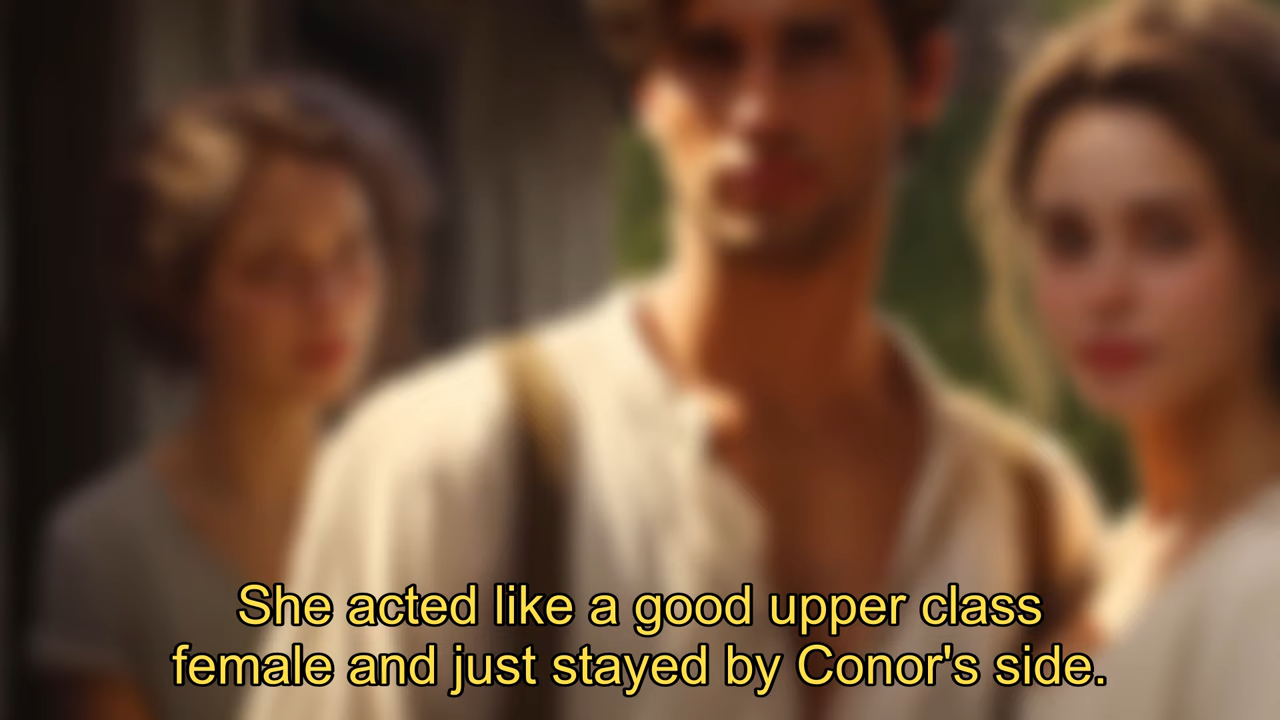 She acted like a good upper class
female and just stayed by Conor's side.